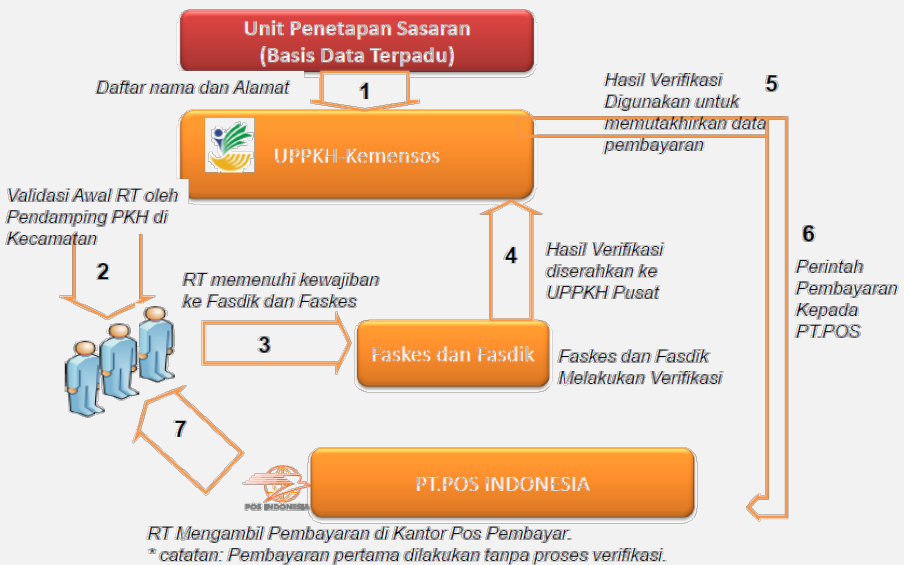 Unit Penetapan Sasaran
(Basis Data Terpadu)
Daftar nama dan Alamat
1
UPPKH-Kemensos
Hasil Verifikasi
Digunakan untuk
memutakhirkan data
pembayaran
5
Validasi Awal RT oleh
Pendamping PKH di
Kecamatan
2
RT memenuhi kewajiban
ke Fasdik dan Faskes
3
4
Hasil Verifikasi
diserahkan ke
UPPKH Pusat
6
Perintah
Pembayaran
Kepada
PT.POS
Faskes dan Fasdik
Faskes dan Fasdik
Melakukan Verifikasi
7
POS INDONESIA
PT.POS INDONESIA
RT Mengambil Pembayaran di Kantor Pos Pembayar.
* catatan: Pembayaran pertama dilakukan tanpa proses verifikasi.